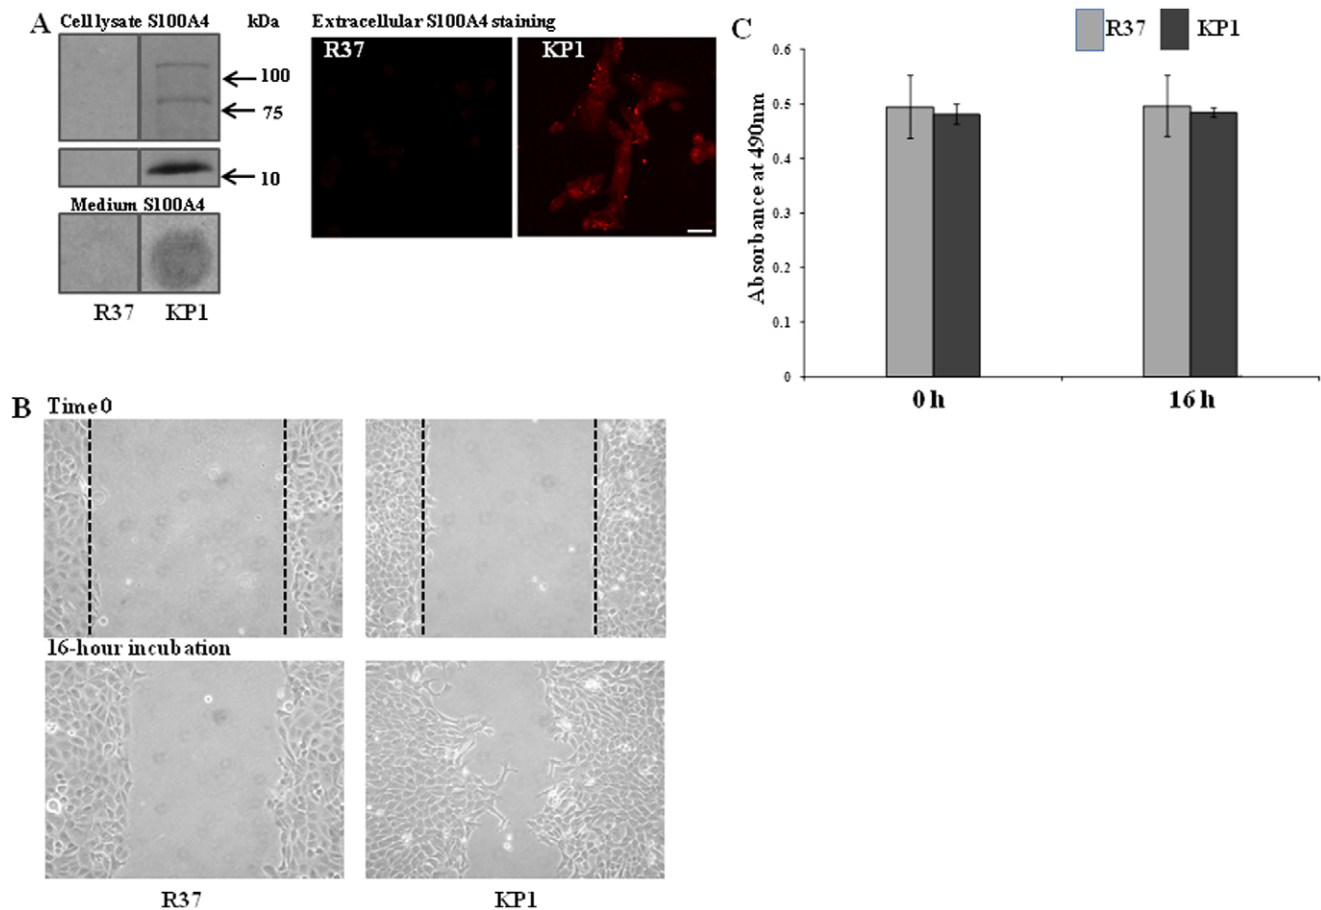 A
Cell lysate S100A4 kDa
100
75
10
Medium S100A4
R37 KP1
Extracellular S100A4 staining
R37
KP1
C
R37 KP1
Absorbance at 490nm
0.6
0.5
0.4
0.3
0.2
0.1
0
0 h 16 h
B
Time 0
16-hour incubation
R37 KP1